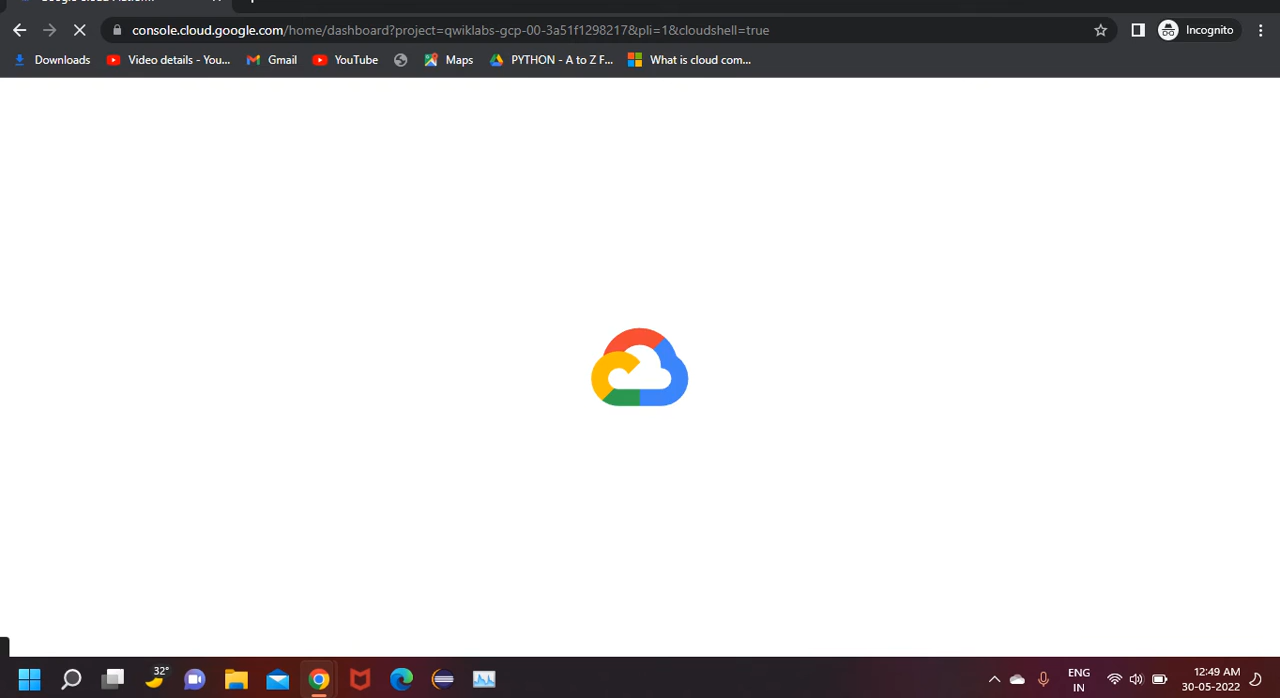 console.cloud.google.com/home/dashboard?project=qwiklabs-gcp-00-3a51f1298217&pli=1&cloudshell=true
Incognito
Downloads
Video details - You...
Gmail
YouTube
Maps
PYTHON - A to Z F...
What is cloud com...
32°
ENG
IN
12:49 AM
30-05-2022